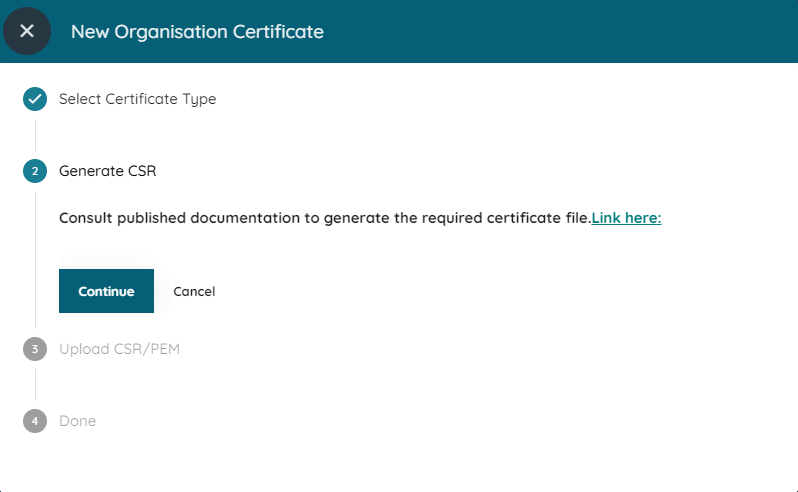 New Organisation Certificate
Select Certificate Type
2 Generate CSR
Consult published documentation to generate the required certificate file.Link here:
Continue Cancel
3 Upload CSR/PEM
4 Done